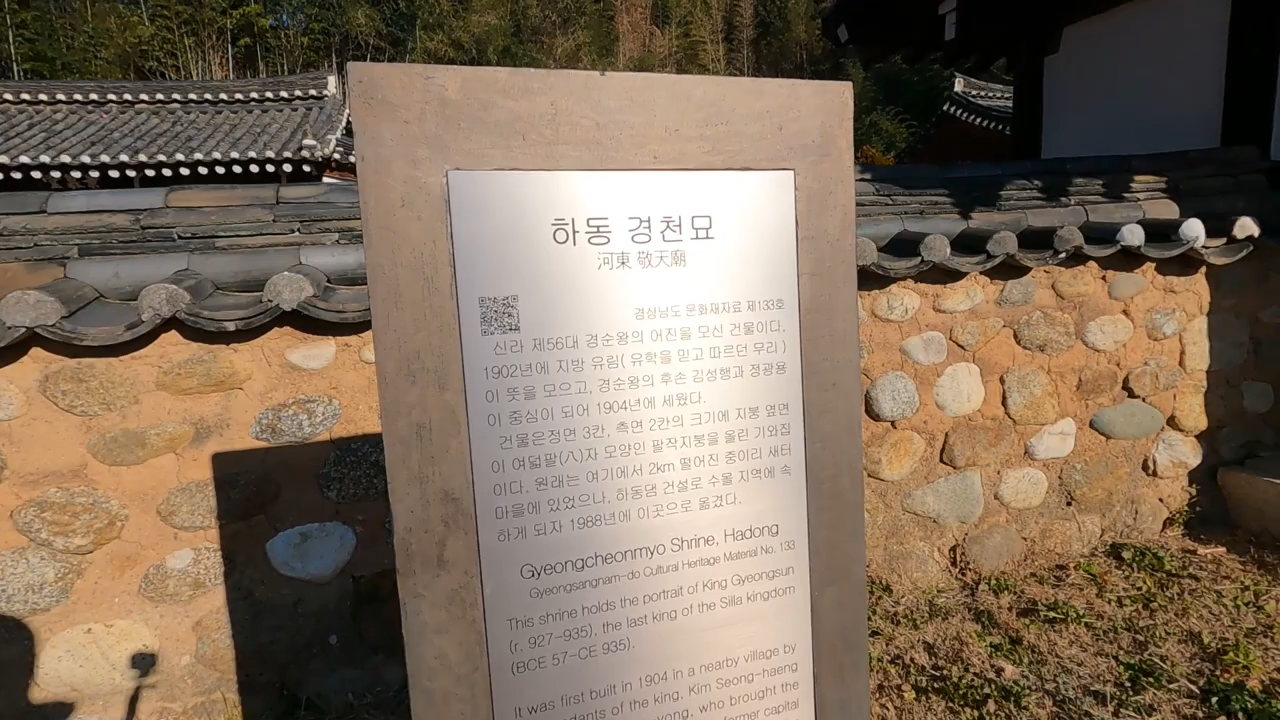 하동 경천묘
河東 敬天廟
경상남도 문화재자료 제133호
신라 제56대 경순왕의 어진을 모신 건물이다.
1902년에 지방 유림( 유학을 믿고 따르던 무리 )
이 뜻을 모으고, 경순왕의 후손 김성행과 정광용
이 중심이 되어 1904년에 세웠다.
건물은정면 3칸, 측면 2칸의 크기에 지붕 옆면
이 여덟팔(八)자 모양인 팔작지붕을 올린 기와집
이다. 원래는 여기에서 2km 떨어진 중이리 새터
마을에 있었으나, 하동댐 건설로 수몰 지역에 속
하게 되자 1988년에 이곳으로 옮겼다.
Gyeongcheonmyo Shrine, Hadong
Gyeongsangnam-do Cultural Heritage Material No. 133
This shrine holds the portrait of King Gyeongsun
(r. 927-935), the last king of the Silla kingdom
(BCE 57-CE 935).
It was first built in 1904 in a nearby village by
of the king, Kim Seong-haeng
who brought the
former capital